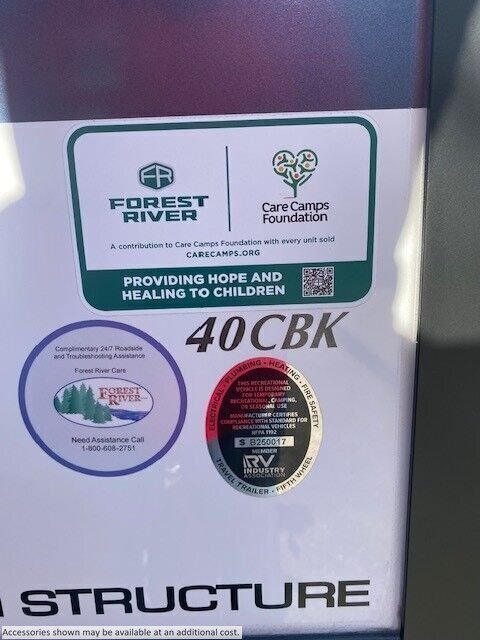 FR
FOREST
RIVER
Care Camps
Foundation
A contribution to Care Camps Foundation with every unit sold
CARECAMPS.ORG
PROVIDING HOPE AND
HEALING TO CHILDREN
40CBK
Complimentary 24/7 Roadside
and Troubleshooting Assistance
Forest River Care
FOREST
RIVER
Need Assistance Call
1-800-608-2751
ELECTRICAL - PLUMBING - HEATING - FIRE SAFETY
THIS RECREATIONAL
VEHICLE IS DESIGNED
FOR TEMPORARY
RECREATIONAL, CAMPING,
OR SEASONAL USE
MANUFACTURER CERTIFIES
COMPLIANCE WITH STANDARD FOR
RECREATIONAL VEHICLES
NFPA 1192
S B250017
MEMBER
RV
INDUSTRY
ASSOCIATION
TRAVEL TRAILER - FIFTH WHEEL
STRUCTURE
Accessories shown may be available at an additional cost.